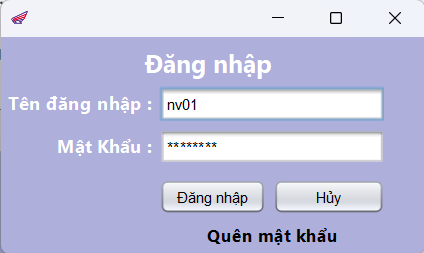 Đăng nhập
Tên đăng nhập : nv01
Mật Khẩu : ********
Đăng nhập Hủy
Quên mật khẩu